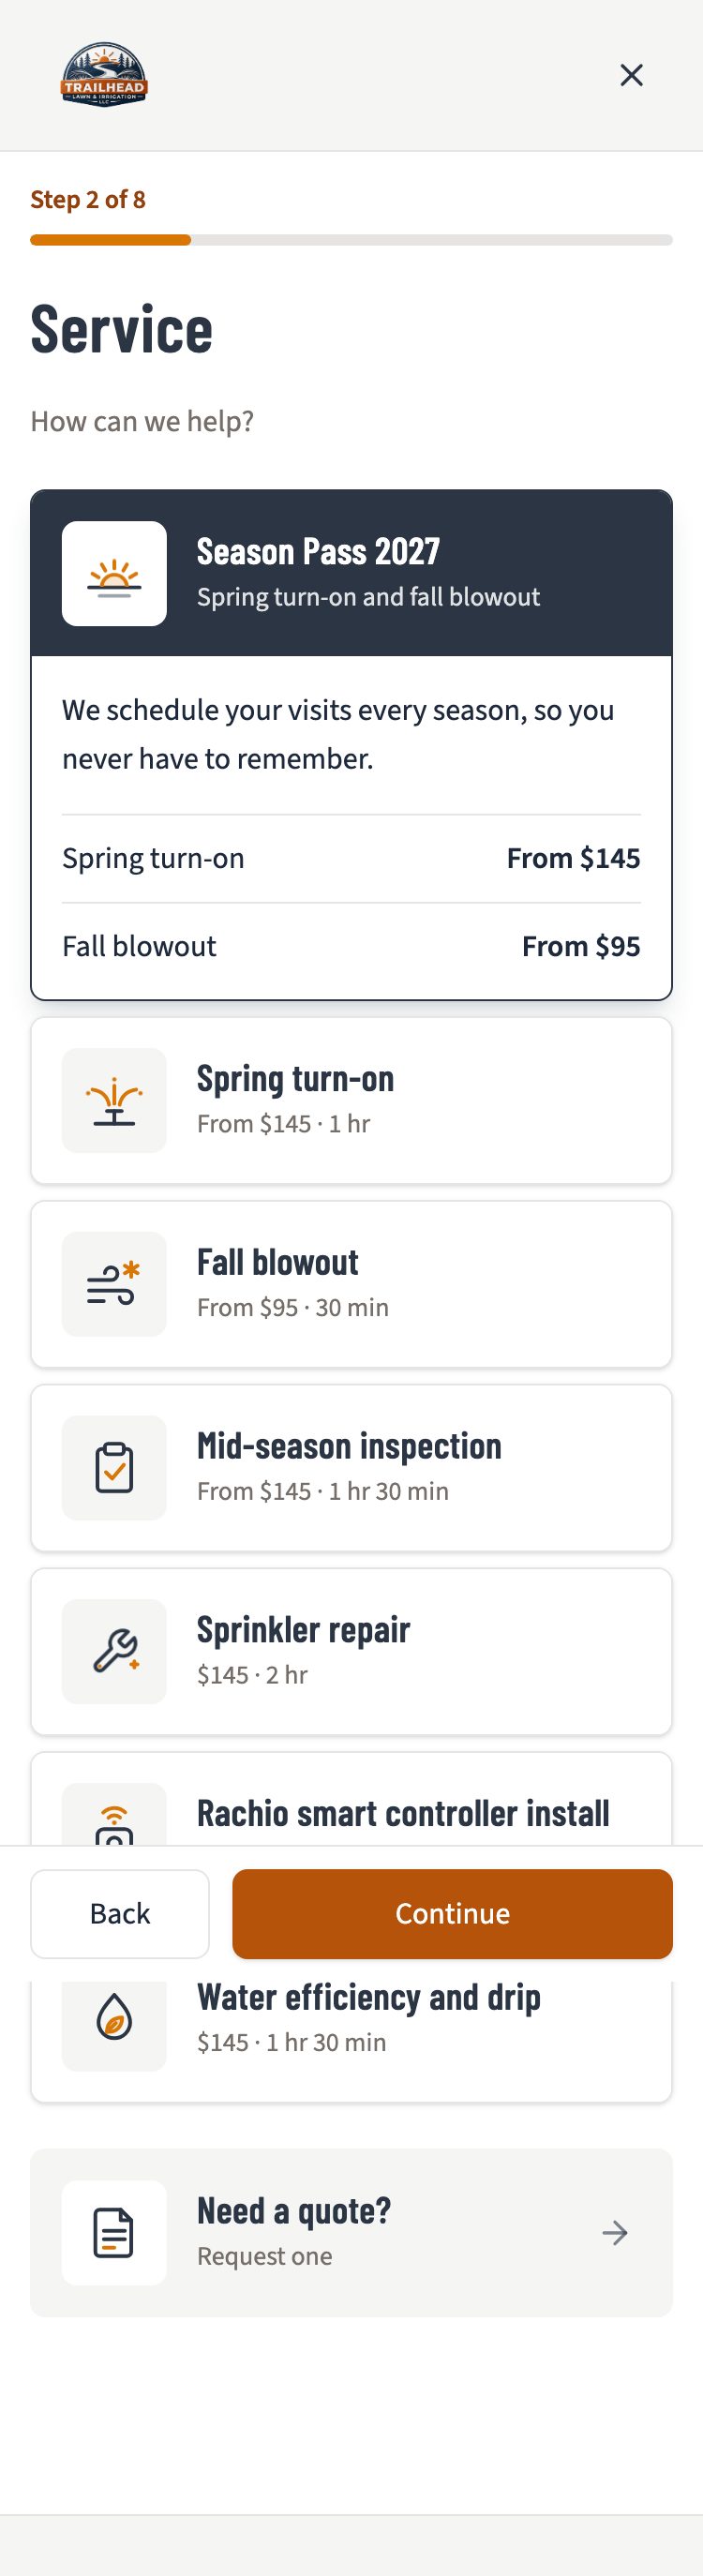 TRAILHEAD
LAWN & IRRIGATION
LLC
Step 2 of 8
Service
How can we help?
Season Pass 2027
Spring turn-on and fall blowout
We schedule your visits every season, so you
never have to remember.
Spring turn-on From $145
Fall blowout From $95
Spring turn-on
From $145 · 1 hr
Fall blowout
From $95 · 30 min
Mid-season inspection
From $145 · 1 hr 30 min
Sprinkler repair
$145 · 2 hr
Rachio smart controller install
Back Continue
Water efficiency and drip
$145 · 1 hr 30 min
Need a quote?
Request one